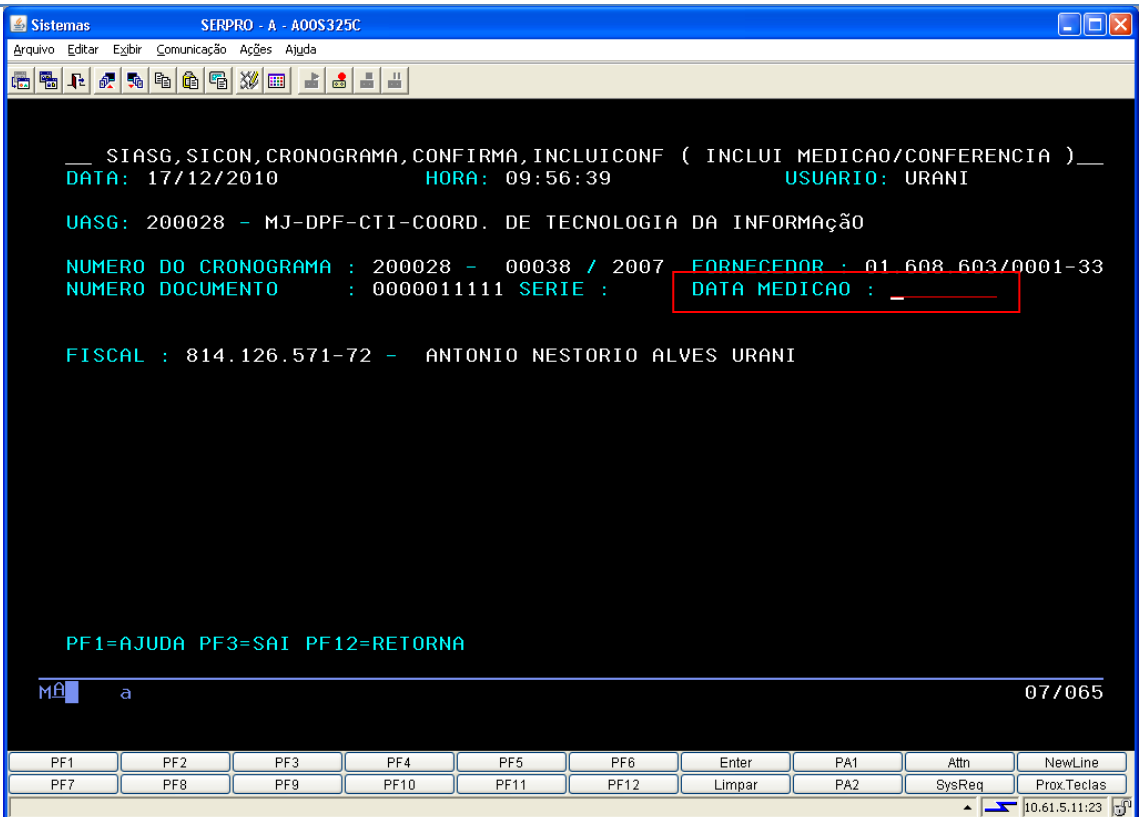 Sistemas SERPRO - A - A00S325C
Arquivo Editar Exibir Comunicação Ações Ajuda
__ SIASG,SICON,CRONOGRAMA,CONFIRMA,INCLUICONF ( INCLUI MEDICAO/CONFERENCIA )__
DATA: 17/12/2010 HORA: 09:56:39 USUARIO: URANI
UASG: 200028 - MJ-DPF-CTI-COORD. DE TECNOLOGIA DA INFORMAçãO
NUMERO DO CRONOGRAMA : 200028 - 00038 / 2007 FORNECEDOR : 01.608.603/0001-33
NUMERO DOCUMENTO : 0000011111 SERIE : DATA MEDICAO : _________
FISCAL : 814.126.571-72 - ANTONIO NESTORIO ALVES URANI
PF1=AJUDA PF3=SAI PF12=RETORNA
MA a 07/065
PF1 PF2 PF3 PF4 PF5 PF6 Enter PA1 Attn NewLine
PF7 PF8 PF9 PF10 PF11 PF12 Limpar PA2 SysReq Prox.Teclas
10.61.5.11:23